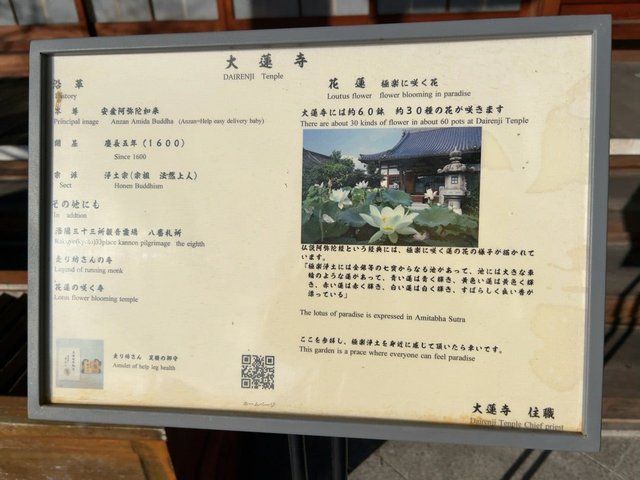 大蓮寺
DAIRENJI Tenple
沿革
History
本尊 安産阿弥陀如来
Principal image Anzan Amida Buddha (Anzan=Help easy delivery baby)
開基 慶長五年(1600)
Since 1600
宗派 浄土宗(宗祖 法然上人)
Sect Honen Buddhism
その他にも
In addtion
洛陽三十三所観音霊場 八番札所
33place kannon pilgrimage the eighth
走り坊さんの寺
Legend of running monk
花蓮の咲く寺
Lotus flower blooming temple
走り坊さん 足腰の御守
Amulet of help leg health
ホームページ
花蓮 極楽に咲く花
Loutus flower flower blooming in paradise
大蓮寺には約60鉢 約30種の花が咲きます
There are about 30 kinds of flower in about 60 pots at Dairenji Tenple
仏説阿弥陀経という経典には、極楽に咲く蓮の花の様子が描かれて
います。
『極楽浄土には金銀等の七宝からなる池があって、池には大きな車
輪のような蓮があって、青い蓮は青く輝き、黄色い蓮は黄色く輝
き、赤い蓮は赤く輝き、白い蓮は白く輝き、すばらしく良い香が
漂っている』
The lotus of paradise is expressed in Amitabha Sutra
ここを参拝し、極楽浄土を身近に感じて頂いたら幸いです。
This garden is a prace where everyone can feel paradise
大蓮寺 住職
Dairenji Tenple Chief priest